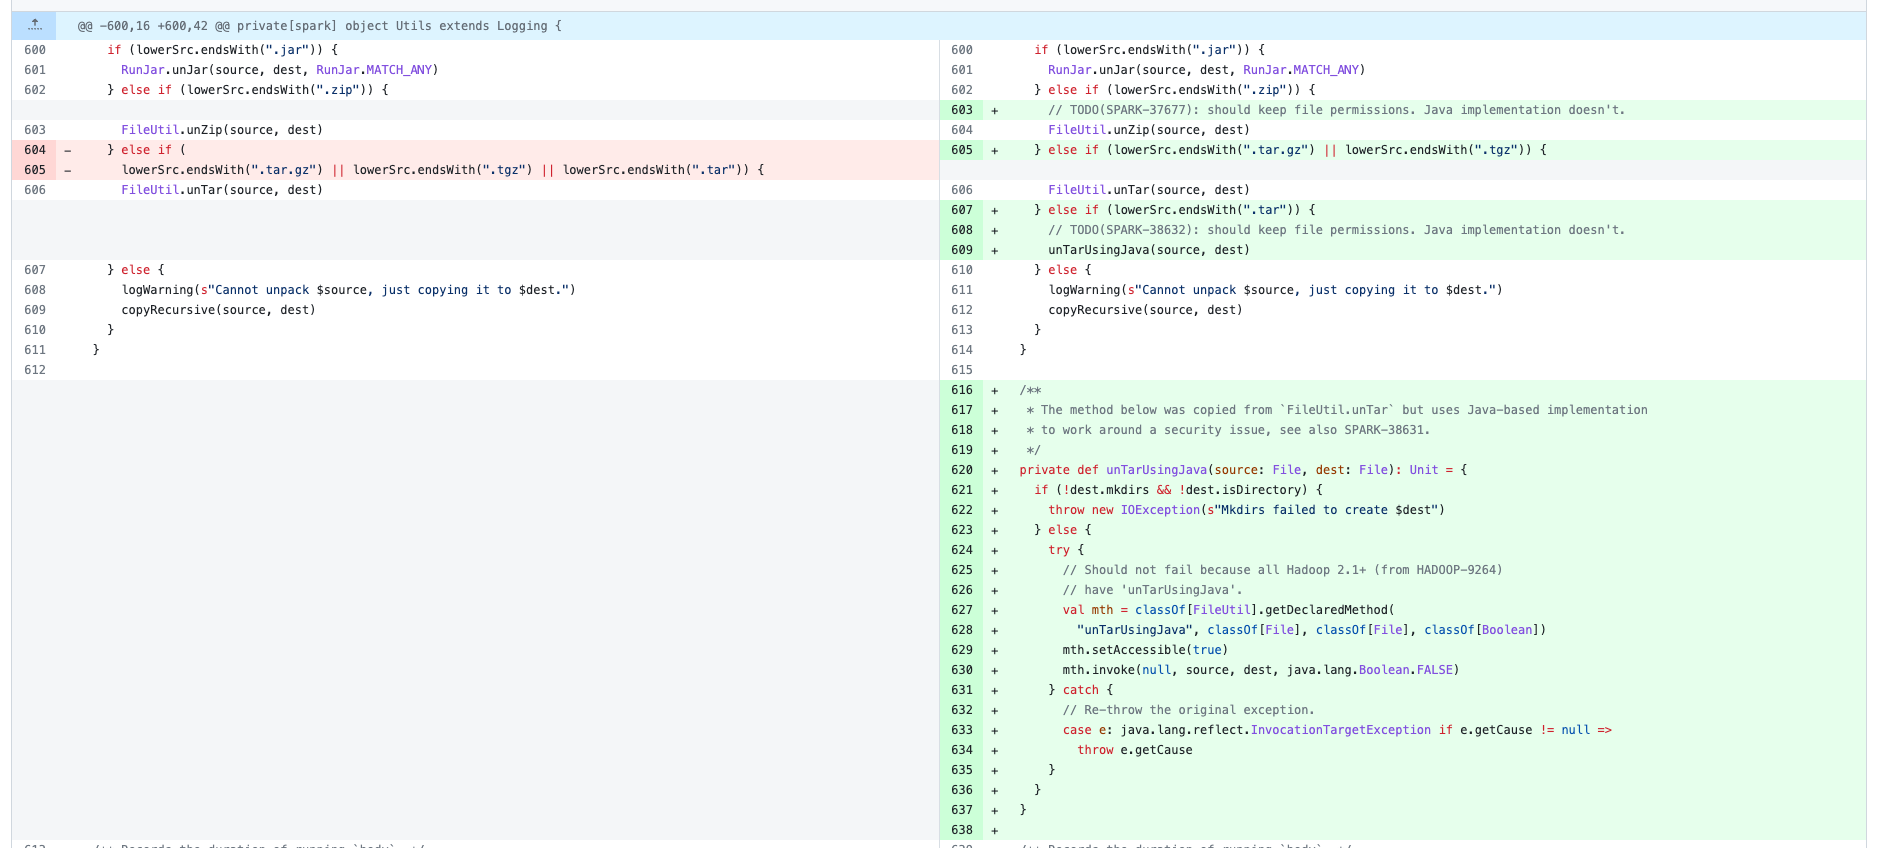 @@ -600,16 +600,42 @@ private[spark] object Utils extends Logging {
600 if (lowerSrc.endsWith(".jar")) {
601 RunJar.unJar(source, dest, RunJar.MATCH_ANY)
602 } else if (lowerSrc.endsWith(".zip")) {
603 FileUtil.unZip(source, dest)
604 - } else if (
605 - lowerSrc.endsWith(".tar.gz") || lowerSrc.endsWith(".tgz") || lowerSrc.endsWith(".tar")) {
606 FileUtil.unTar(source, dest)
607 } else {
608 logWarning(s"Cannot unpack $source, just copying it to $dest.")
609 copyRecursive(source, dest)
610 }
611 }
612
613 /** Records the duration of running `body`. */
600 if (lowerSrc.endsWith(".jar")) {
601 RunJar.unJar(source, dest, RunJar.MATCH_ANY)
602 } else if (lowerSrc.endsWith(".zip")) {
603 + // TODO(SPARK-37677): should keep file permissions. Java implementation doesn't.
604 FileUtil.unZip(source, dest)
605 + } else if (lowerSrc.endsWith(".tar.gz") || lowerSrc.endsWith(".tgz")) {
606 FileUtil.unTar(source, dest)
607 + } else if (lowerSrc.endsWith(".tar")) {
608 + // TODO(SPARK-38632): should keep file permissions. Java implementation doesn't.
609 + unTarUsingJava(source, dest)
610 } else {
611 logWarning(s"Cannot unpack $source, just copying it to $dest.")
612 copyRecursive(source, dest)
613 }
614 }
615
616 + /**
617 + * The method below was copied from `FileUtil.unTar` but uses Java-based implementation
618 + * to work around a security issue, see also SPARK-38631.
619 + */
620 + private def unTarUsingJava(source: File, dest: File): Unit = {
621 + if (!dest.mkdirs && !dest.isDirectory) {
622 + throw new IOException(s"Mkdirs failed to create $dest")
623 + } else {
624 + try {
625 + // Should not fail because all Hadoop 2.1+ (from HADOOP-9264)
626 + // have 'unTarUsingJava'.
627 + val mth = classOf[FileUtil].getDeclaredMethod(
628 + "unTarUsingJava", classOf[File], classOf[File], classOf[Boolean])
629 + mth.setAccessible(true)
630 + mth.invoke(null, source, dest, java.lang.Boolean.FALSE)
631 + } catch {
632 + // Re-throw the original exception.
633 + case e: java.lang.reflect.InvocationTargetException if e.getCause != null =>
634 + throw e.getCause
635 + }
636 + }
637 + }
638 +
639 /** Records the duration of running `body`. */